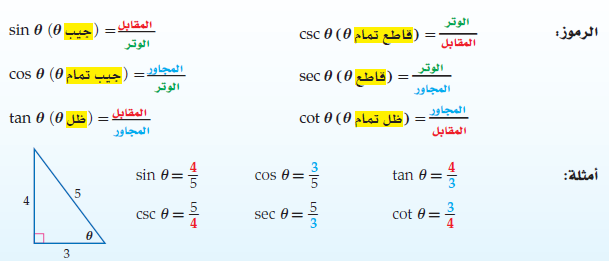 الرموز: sin θ (θ جيب) = المقابل / الوتر    csc θ (θ قاطع تمام) = الوتر / المقابل
cos θ (θ جيب تمام) = المجاور / الوتر    sec θ (θ قاطع) = الوتر / المجاور
tan θ (θ ظل) = المقابل / المجاور    cot θ (θ ظل تمام) = المجاور / المقابل
أمثلة: sin θ = 4/5    cos θ = 3/5    tan θ = 4/3
csc θ = 5/4    sec θ = 5/3    cot θ = 3/4
4
5
θ
3